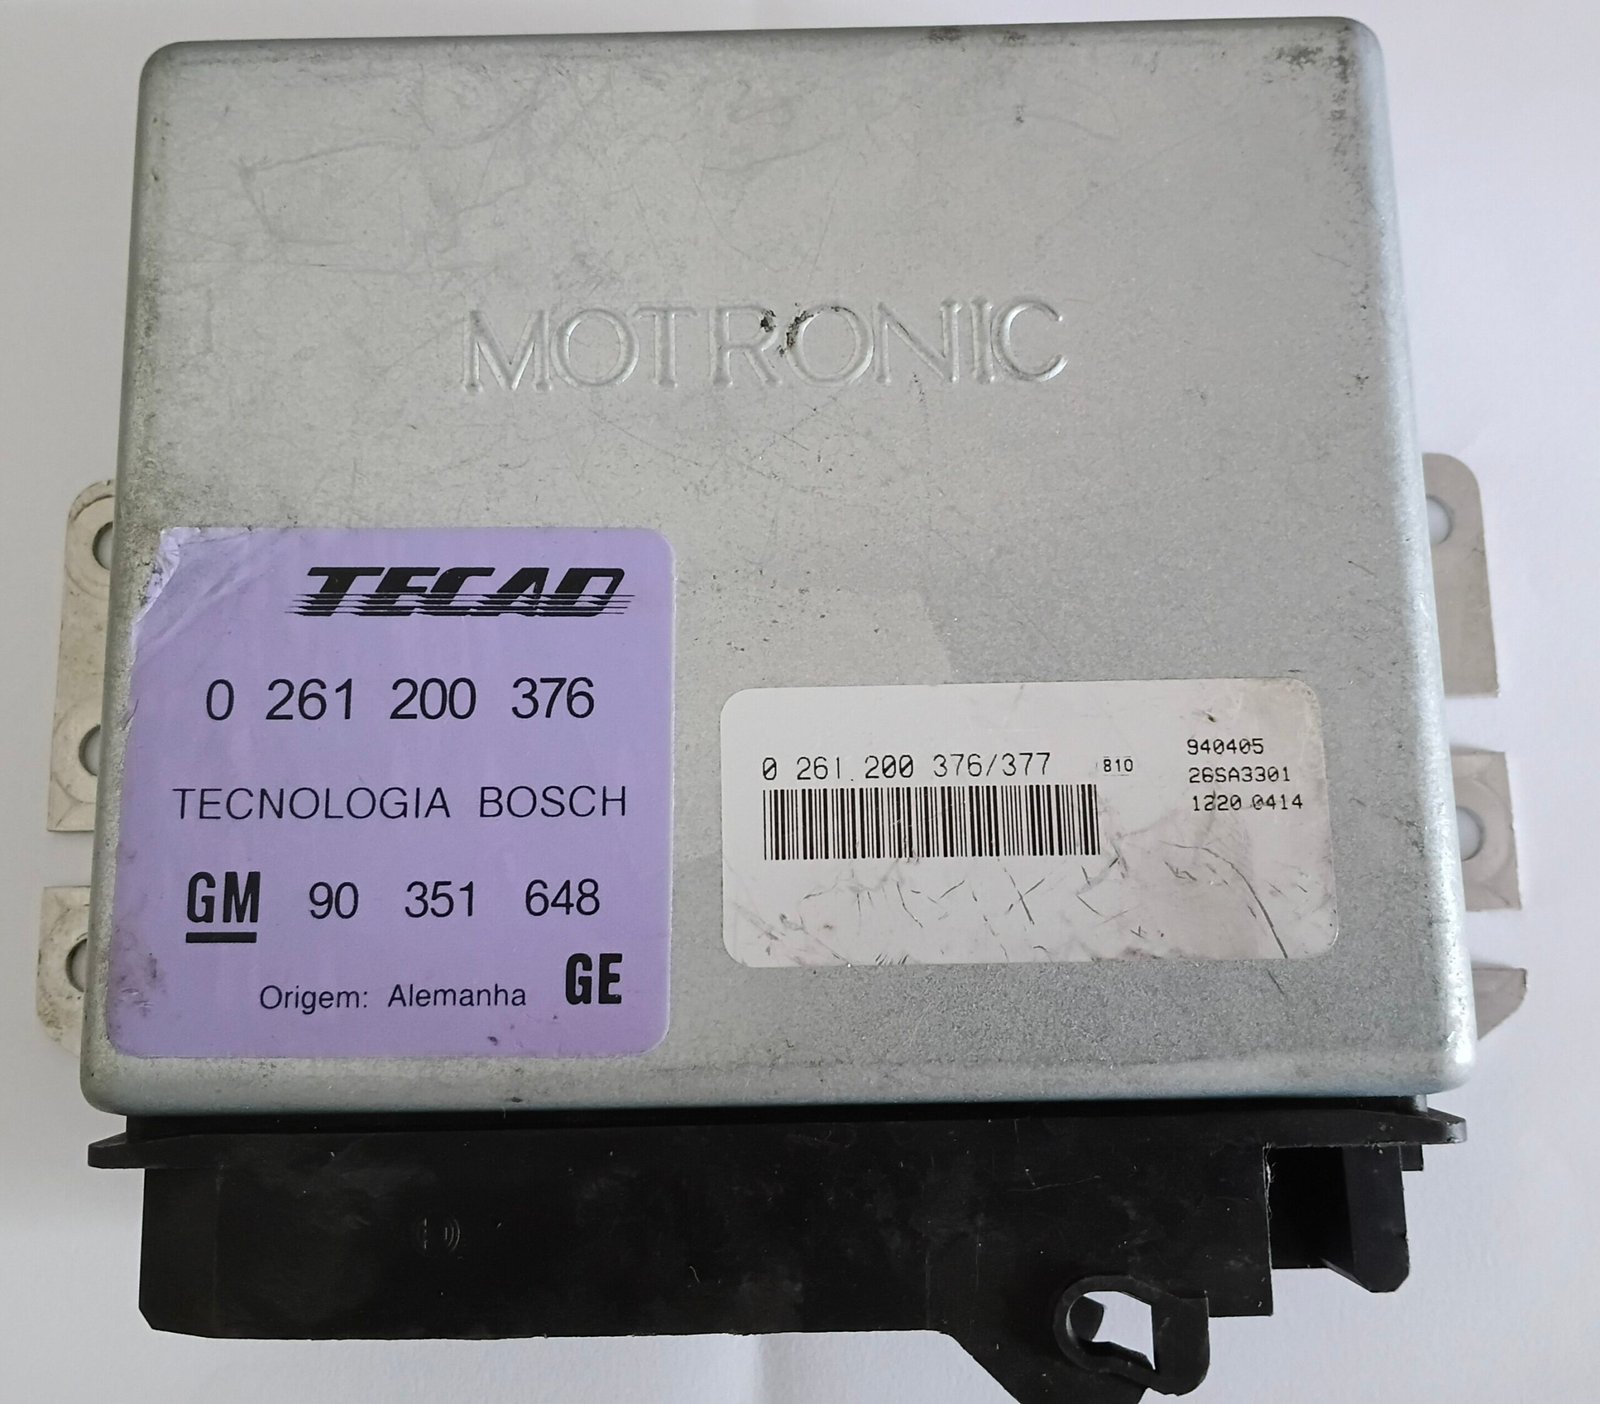 MOTRONIC
TECAD
0 261 200 376
TECNOLOGIA BOSCH
GM 90 351 648
Origem: Alemanha GE
0 261 200 376/377 810
940405
26SA3301
1220 0414